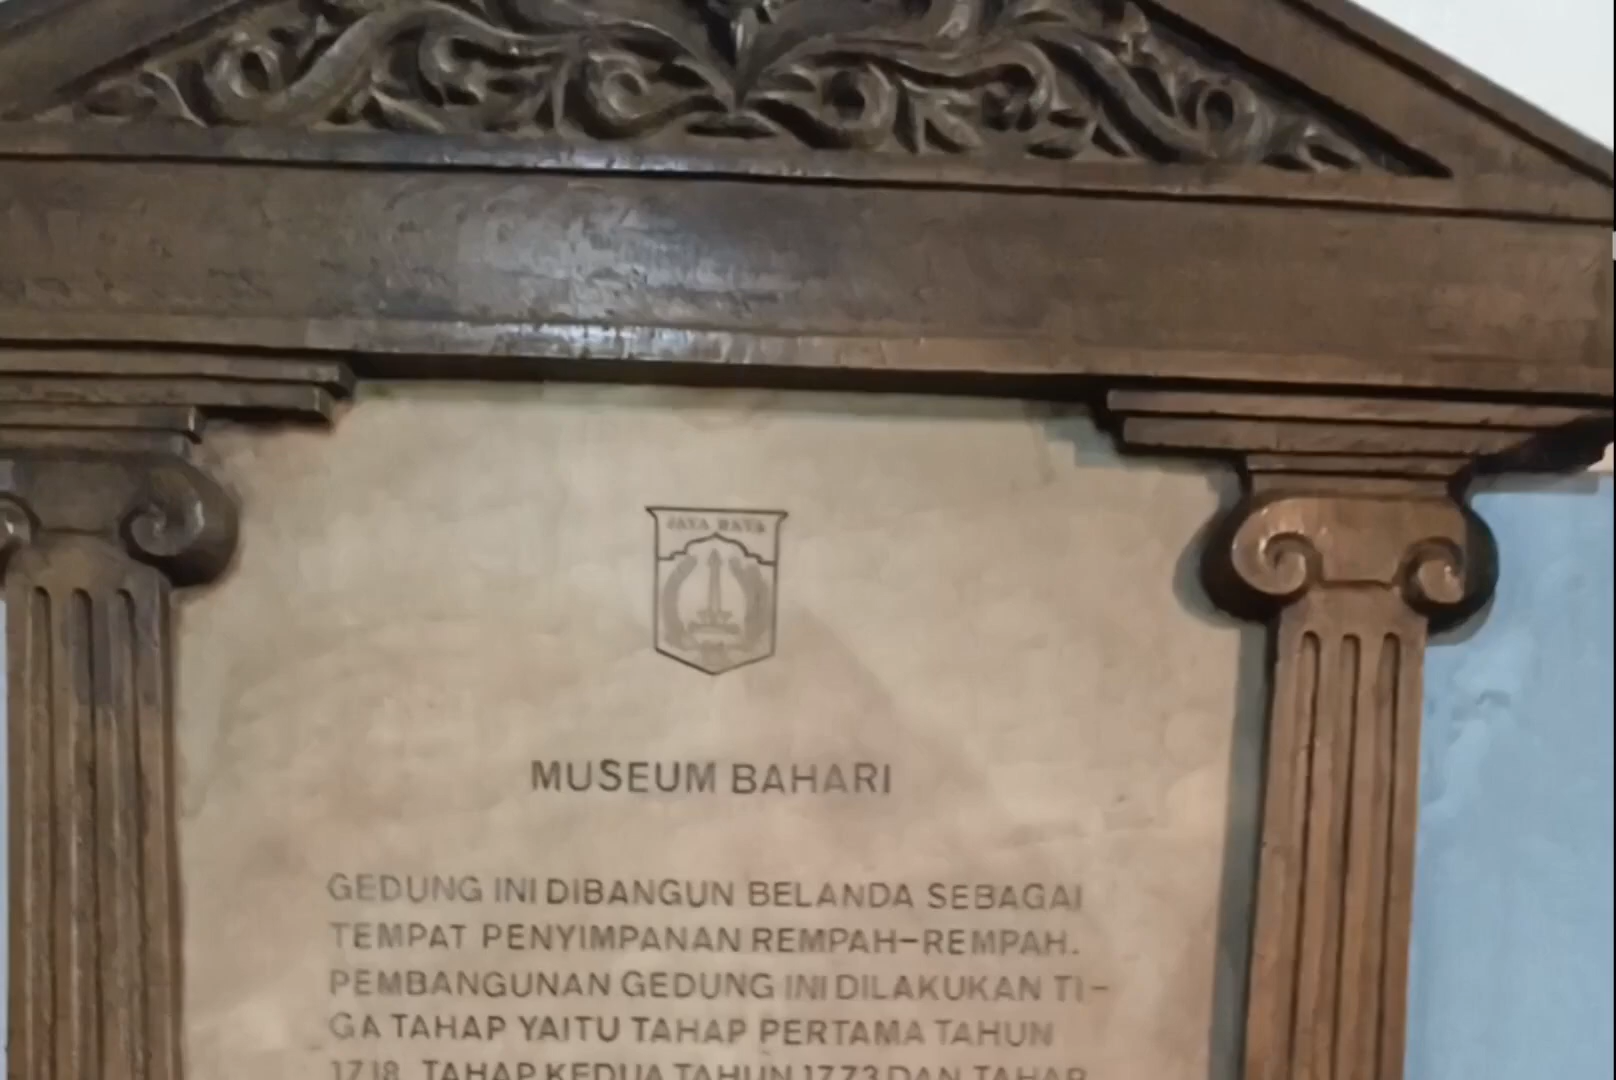 JAYA RAYA
MUSEUM BAHARI
GEDUNG INI DIBANGUN BELANDA SEBAGAI
TEMPAT PENYIMPANAN REMPAH-REMPAH.
PEMBANGUNAN GEDUNG INI DILAKUKAN TI-
GA TAHAP YAITU TAHAP PERTAMA TAHUN
1718, TAHAP KEDUA TAHUN 1773 DAN TAHAP